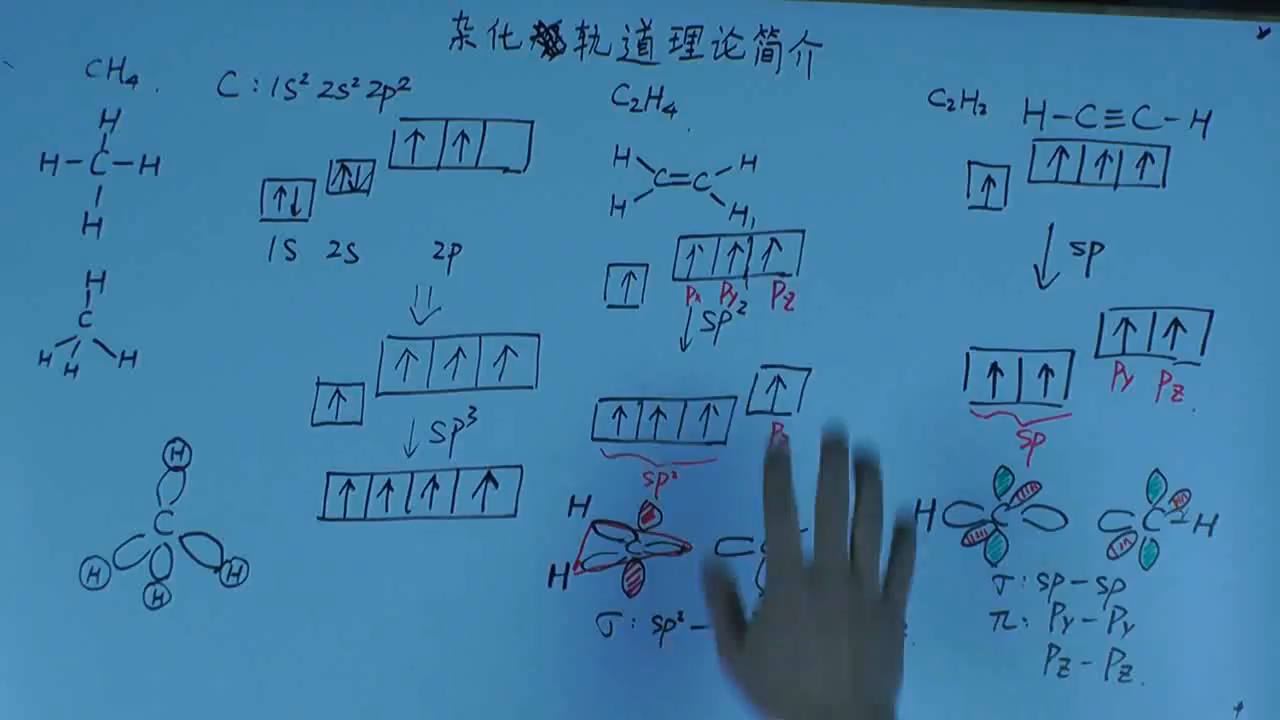 杂化轨道理论简介
CH₄.
C:1s² 2s² 2p²
H
H-C-H
H
1s 2s 2p
H
C
H H H
sp³
H
C
H H H
C₂H₄.
H H
C=C
H H,
Px Py Pz
sp²
sp²
H
C
H
σ: sp²-
C₂H₂ H-C≡C-H
sp
Py Pz.
sp
H C C H
σ: sp-sp
π: Py-Py
Pz-Pz.